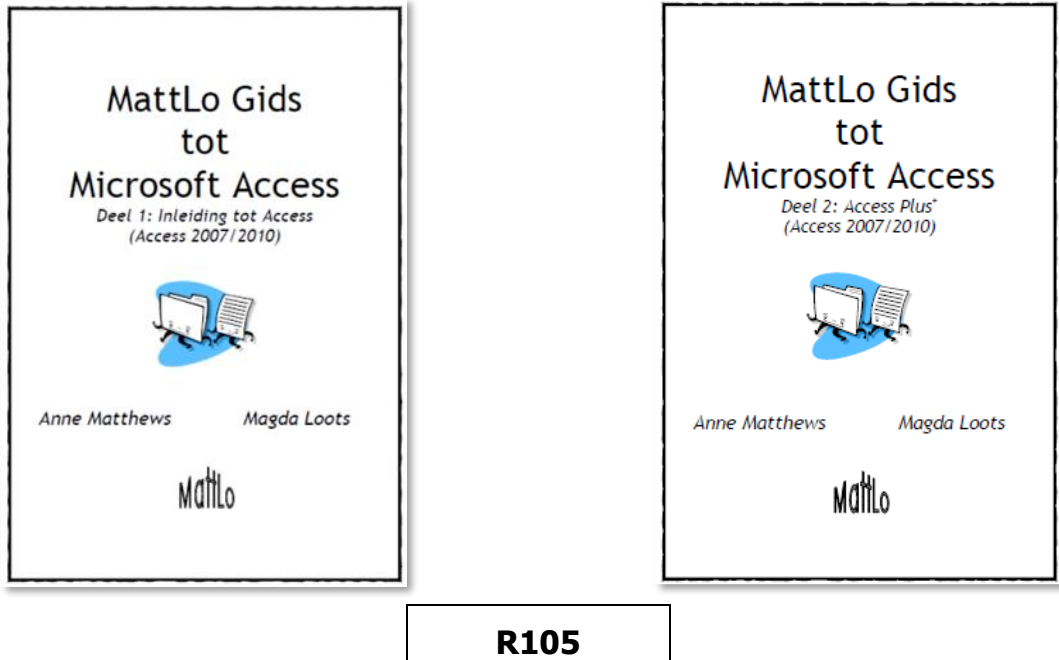 MattLo Gids
tot
Microsoft Access
Deel 1: Inleiding tot Access
(Access 2007/2010)
Anne Matthews Magda Loots
MattLo
MattLo Gids
tot
Microsoft Access
Deel 2: Access Plus+
(Access 2007/2010)
Anne Matthews Magda Loots
MattLo
R105